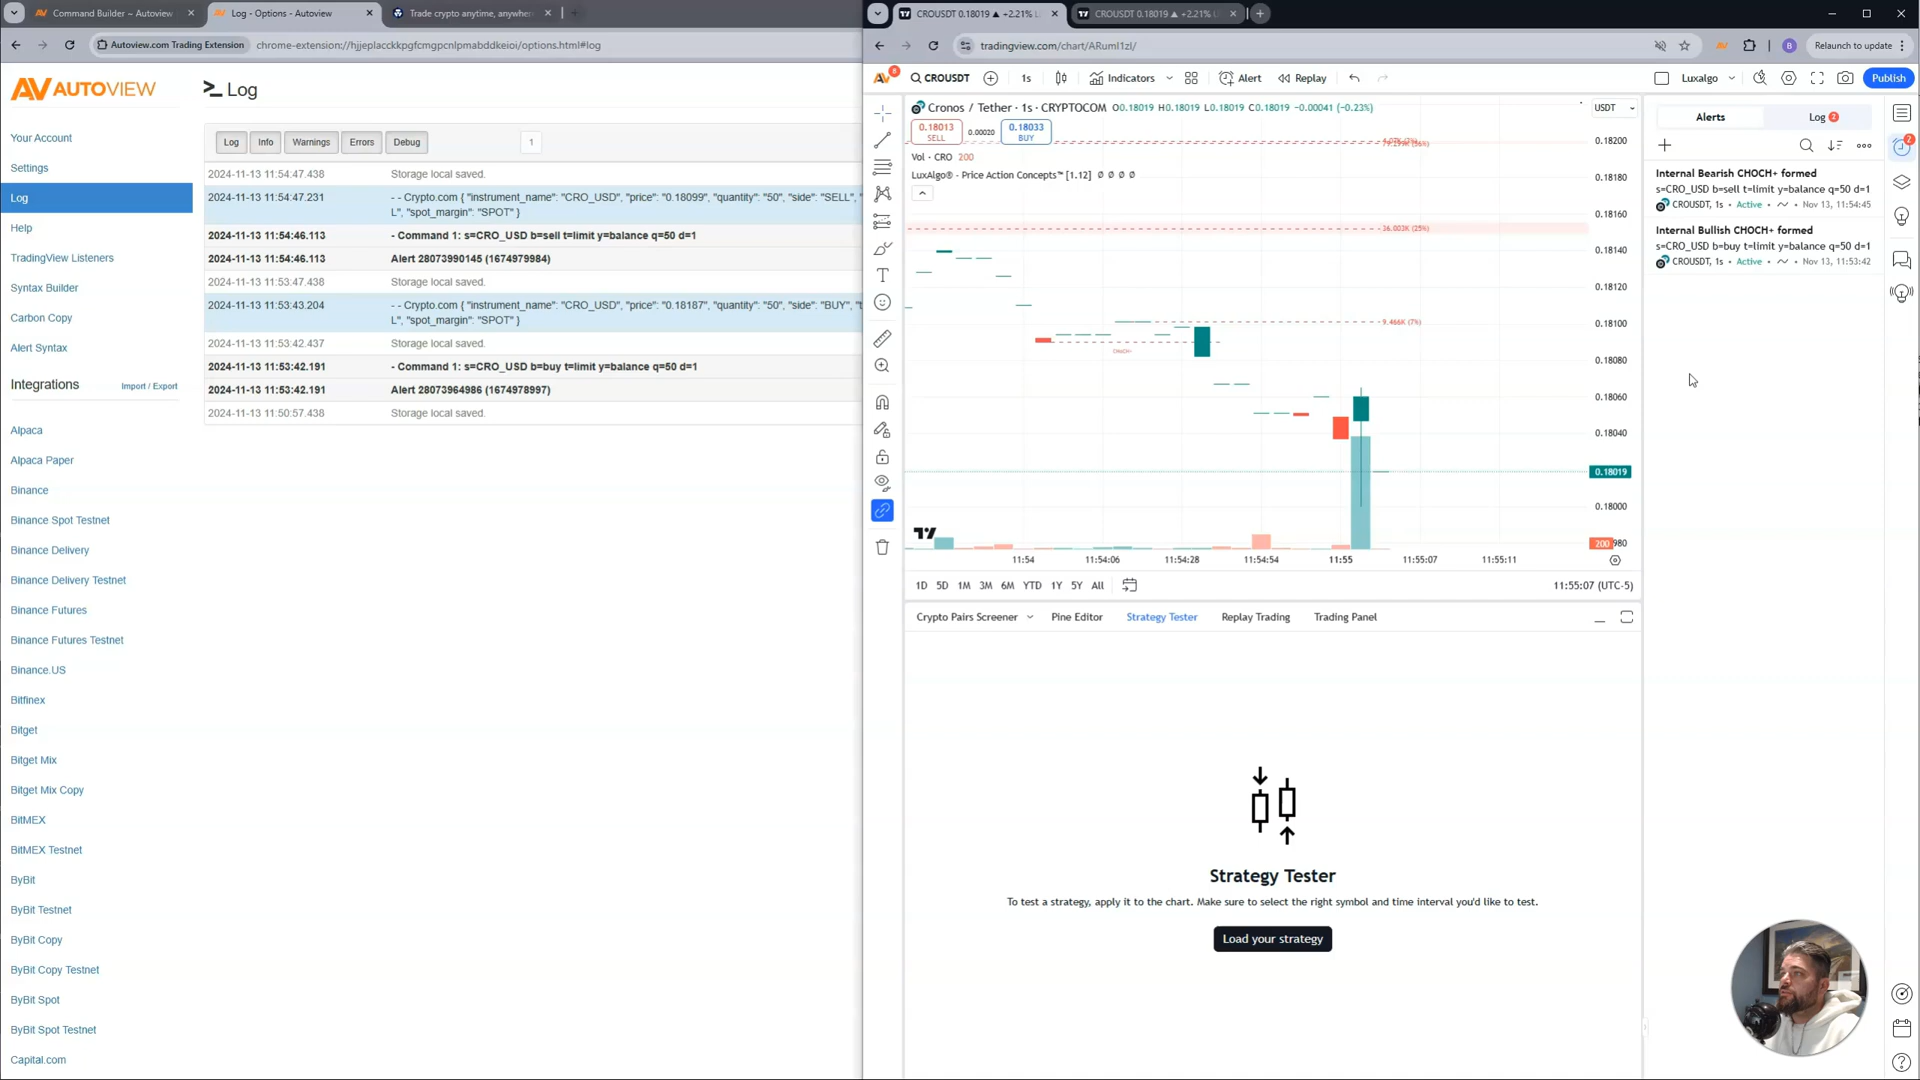 Command Builder – Autoview
Log - Options - Autoview
Trade crypto anytime, anywher
Autoview.com Trading Extension
chrome-extension://hjjeplacckkpgfcmgpcnlpmabddkeioi/options.html#log
AUTOVIEW
Your Account
Settings
Log
Help
TradingView Listeners
Syntax Builder
Carbon Copy
Alert Syntax
Integrations
Import / Export
Alpaca
Alpaca Paper
Binance
Binance Spot Testnet
Binance Delivery
Binance Delivery Testnet
Binance Futures
Binance Futures Testnet
Binance.US
Bitfinex
Bitget
Bitget Mix
Bitget Mix Copy
BitMEX
BitMEX Testnet
ByBit
ByBit Testnet
ByBit Copy
ByBit Copy Testnet
ByBit Spot
ByBit Spot Testnet
Capital.com
>_ Log
Log Info Warnings Errors Debug 1
2024-11-13 11:54:47.438 Storage local saved.
2024-11-13 11:54:47.231 - - Crypto.com { "instrument_name": "CRO_USD", "price": "0.18099", "quantity": "50", "side": "SELL",
L", "spot_margin": "SPOT" }
2024-11-13 11:54:46.113 - Command 1: s=CRO_USD b=sell t=limit y=balance q=50 d=1
2024-11-13 11:54:46.113 Alert 28073990145 (1674979984)
2024-11-13 11:53:47.438 Storage local saved.
2024-11-13 11:53:43.204 - - Crypto.com { "instrument_name": "CRO_USD", "price": "0.18187", "quantity": "50", "side": "BUY", "t
L", "spot_margin": "SPOT" }
2024-11-13 11:53:42.437 Storage local saved.
2024-11-13 11:53:42.191 - Command 1: s=CRO_USD b=buy t=limit y=balance q=50 d=1
2024-11-13 11:53:42.191 Alert 28073964986 (1674978997)
2024-11-13 11:50:57.438 Storage local saved.
CROUSDT 0.18019 ▲ +2.21%
CROUSDT 0.18019 ▲ +2.21%
tradingview.com/chart/ARumI1zl/
B
Relaunch to update
AV 8
CROUSDT
1s
Indicators
Alert
Replay
Luxalgo
Publish
Cronos / Tether · 1s · CRYPTOCOM O0.18019 H0.18019 L0.18019 C0.18019 −0.00041 (−0.23%)
0.18013
SELL
0.00020
0.18033
BUY
Vol · CRO 200
LuxAlgo® - Price Action Concepts™ [1.12] Ø Ø Ø Ø
36.003K (25%)
9.466K (7%)
CHoCH+
USDT
0.18200
0.18180
0.18160
0.18140
0.18120
0.18100
0.18080
0.18060
0.18040
0.18019
0.18000
200
980
11:54 11:54:06 11:54:28 11:54:54 11:55 11:55:07 11:55:11
1D 5D 1M 3M 6M YTD 1Y 5Y All
11:55:07 (UTC-5)
Crypto Pairs Screener Pine Editor Strategy Tester Replay Trading Trading Panel
Strategy Tester
To test a strategy, apply it to the chart. Make sure to select the right symbol and time interval you'd like to test.
Load your strategy
Alerts
Log 2
Internal Bearish CHOCH+ formed
s=CRO_USD b=sell t=limit y=balance q=50 d=1
CROUSDT, 1s • Active • • Nov 13, 11:54:45
Internal Bullish CHOCH+ formed
s=CRO_USD b=buy t=limit y=balance q=50 d=1
CROUSDT, 1s • Active • • Nov 13, 11:53:42
2